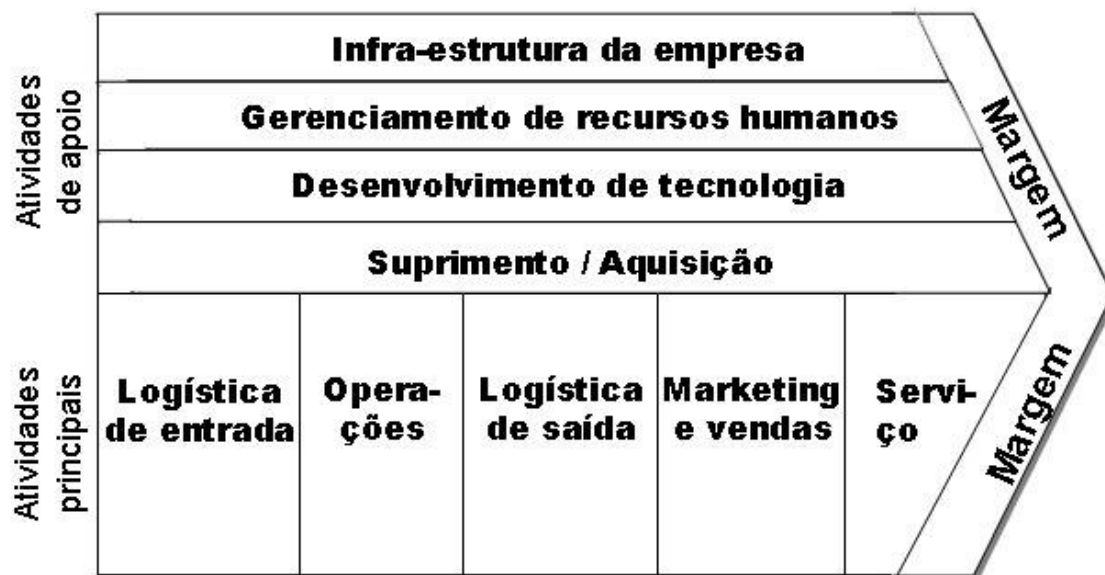 Atividades
de apoio
Infra-estrutura da empresa
Gerenciamento de recursos humanos
Desenvolvimento de tecnologia
Suprimento / Aquisição
Margem
Atividades
principais
Logística
de entrada
Opera-
ções
Logística
de saída
Marketing
e vendas
Servi-
ço
Margem